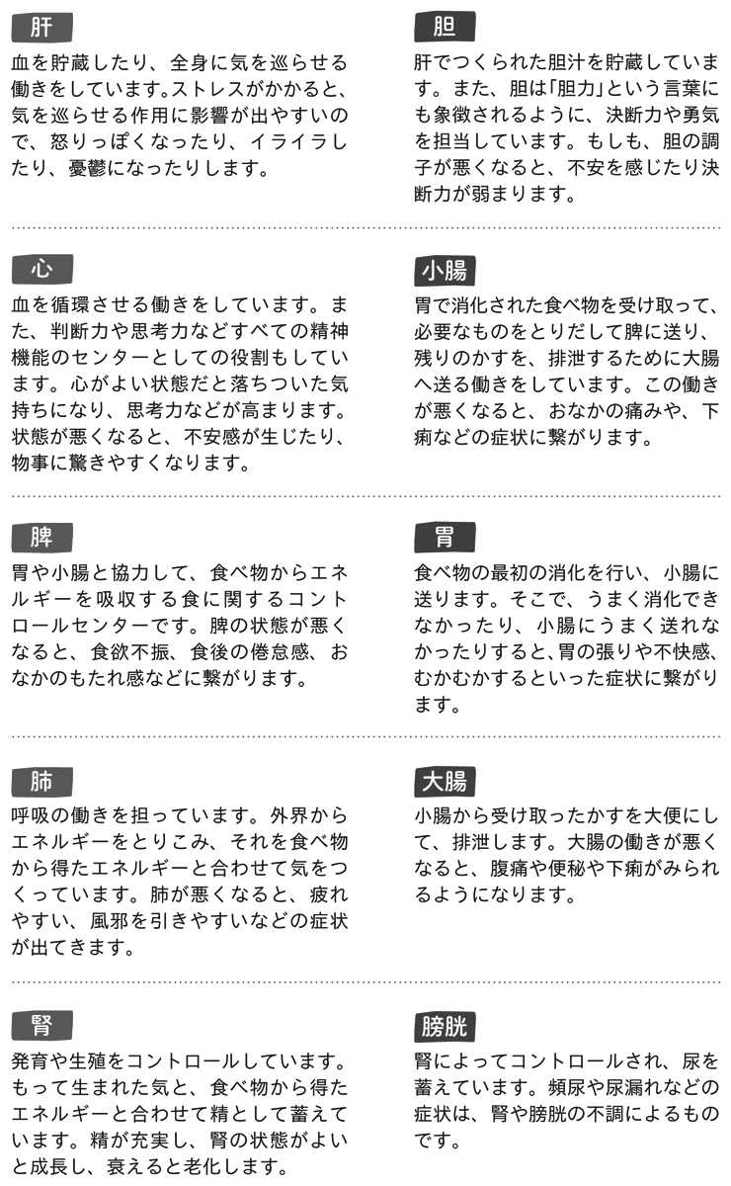 肝
血を貯蔵したり、全身に気を巡らせる
働きをしています。ストレスがかかると、
気を巡らせる作用に影響が出やすいの
で、怒りっぽくなったり、イライラし
たり、憂鬱になったりします。
胆
肝でつくられた胆汁を貯蔵していま
す。また、胆は「胆力」という言葉に
も象徴されるように、決断力や勇気
を担当しています。もしも、胆の調
子が悪くなると、不安を感じたり決
断力が弱まります。
心
血を循環させる働きをしています。ま
た、判断力や思考力などすべての精神
機能のセンターとしての役割もしてい
ます。心がよい状態だと落ちついた気
持ちになり、思考力などが高まります。
状態が悪くなると、不安感が生じたり、
物事に驚きやすくなります。
小腸
胃で消化された食べ物を受け取って、
必要なものをとりだして脾に送り、
残りのかすを、排泄するために大腸
へ送る働きをしています。この働き
が悪くなると、おなかの痛みや、下
痢などの症状に繋がります。
脾
胃や小腸と協力して、食べ物からエネ
ルギーを吸収する食に関するコント
ロールセンターです。脾の状態が悪く
なると、食欲不振、食後の倦怠感、お
なかのもたれ感などに繋がります。
胃
食べ物の最初の消化を行い、小腸に
送ります。そこで、うまく消化でき
なかったり、小腸にうまく送れな
かったりすると、胃の張りや不快感、
むかむかするといった症状に繋がり
ます。
肺
呼吸の働きを担っています。外界から
エネルギーをとりこみ、それを食べ物
から得たエネルギーと合わせて気をつ
くっています。肺が悪くなると、疲れ
やすい、風邪を引きやすいなどの症状
が出てきます。
大腸
小腸から受け取ったかすを大便にし
て、排泄します。大腸の働きが悪く
なると、腹痛や便秘や下痢がみられ
るようになります。
腎
発育や生殖をコントロールしています。
もって生まれた気と、食べ物から得た
エネルギーと合わせて精として蓄えて
います。精が充実し、腎の状態がよい
と成長し、衰えると老化します。
膀胱
腎によってコントロールされ、尿を
蓄えています。頻尿や尿漏れなどの
症状は、腎や膀胱の不調によるもの
です。